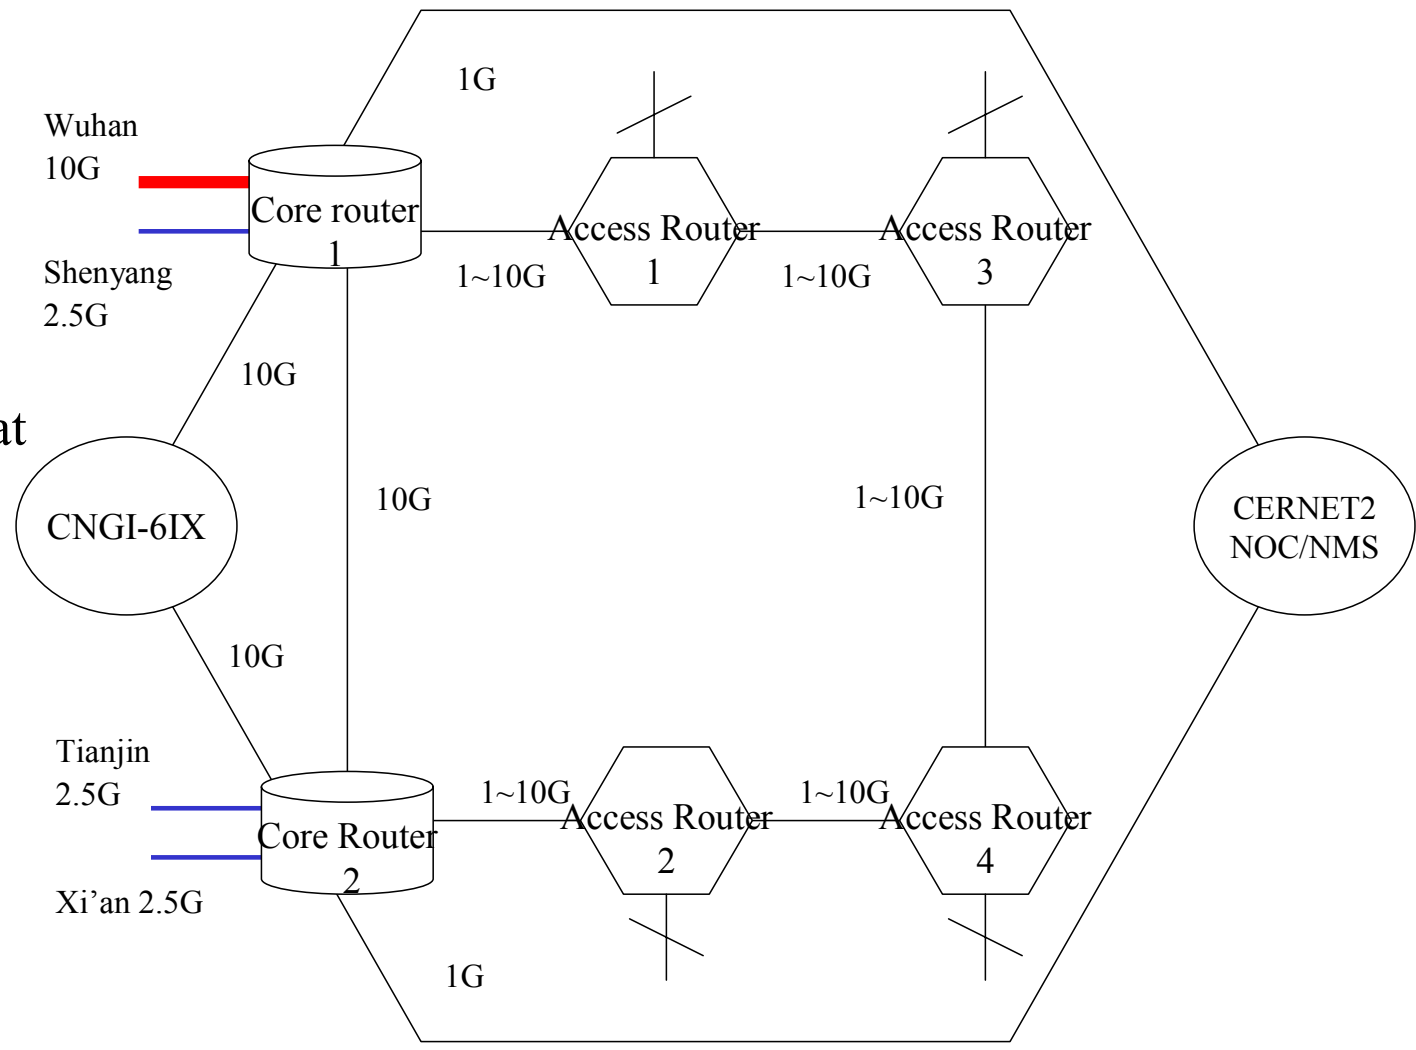 1G
Wuhan
10G
Core router
1
Access Router
1
Access Router
3
1~10G
1~10G
Shenyang
2.5G
10G
at
CNGI-6IX
10G
1~10G
CERNET2
NOC/NMS
10G
Tianjin
2.5G
1~10G
1~10G
Core Router
2
Access Router
2
Access Router
4
Xi’an 2.5G
1G